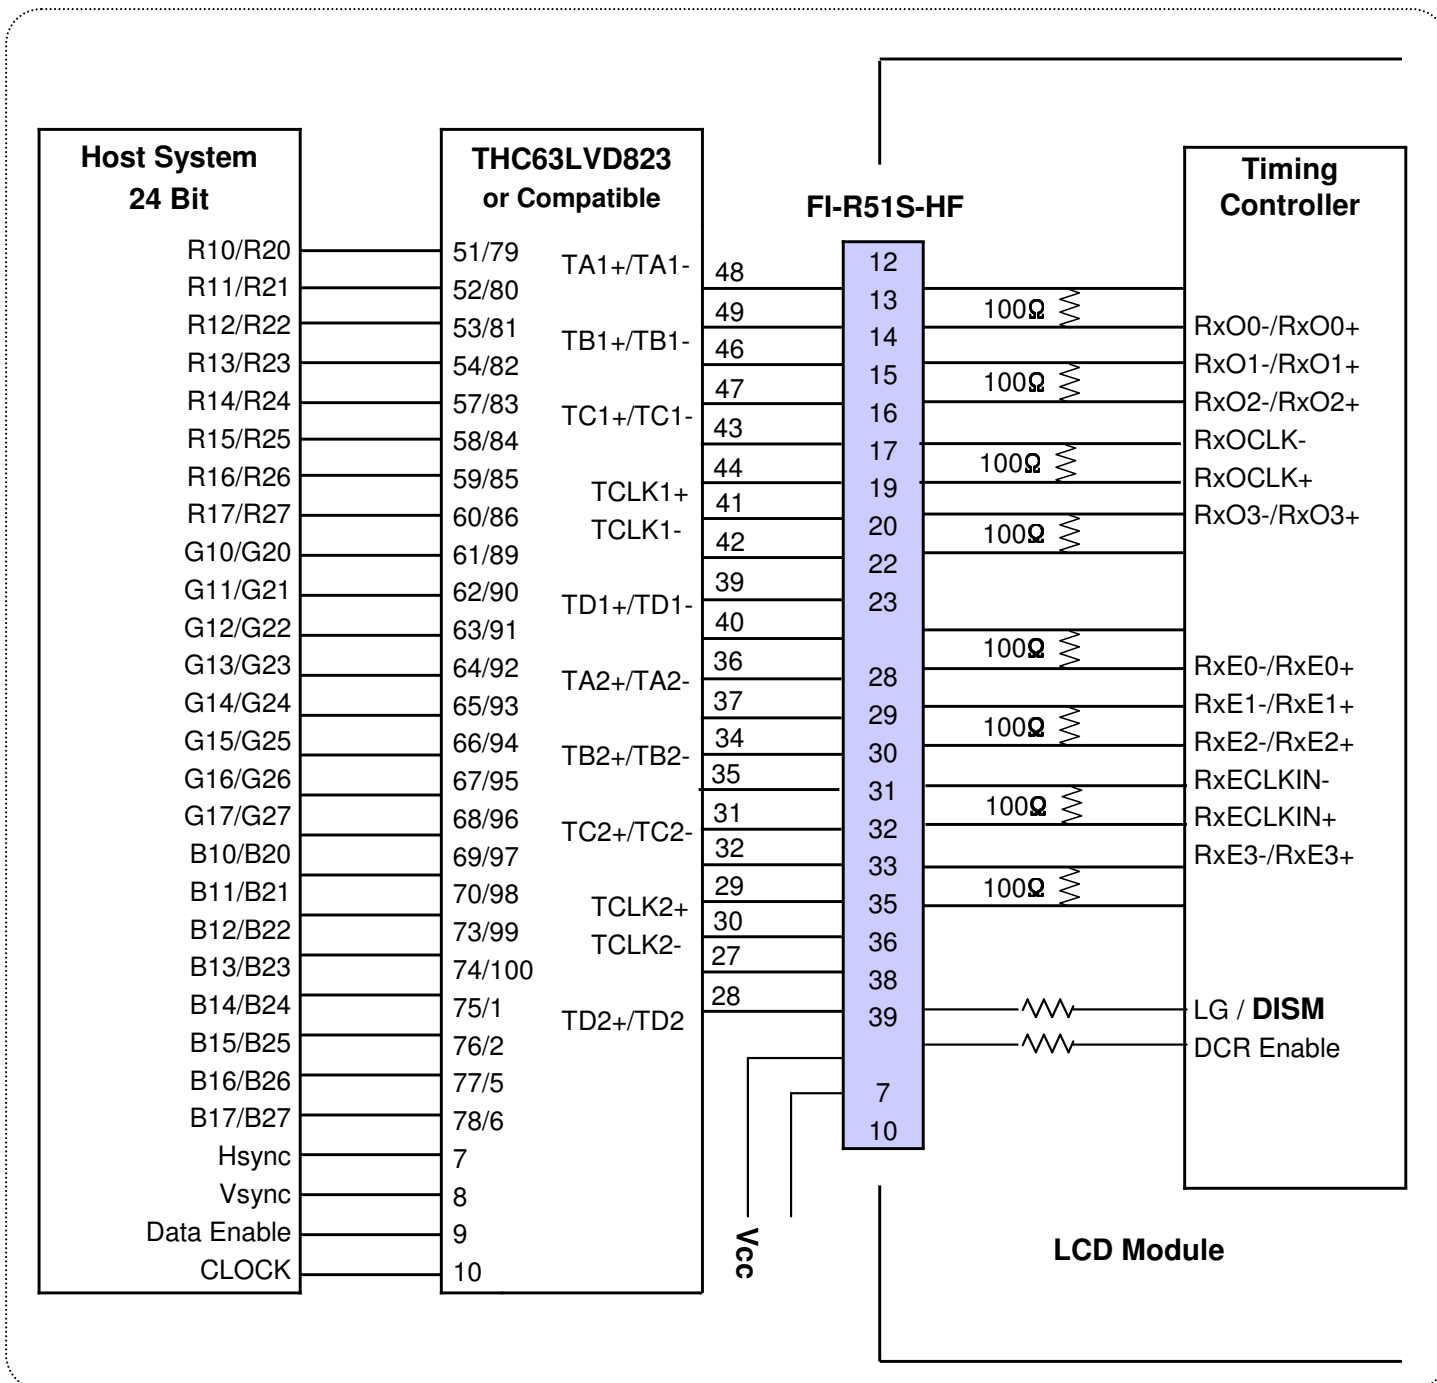 Host System
24 Bit
R10/R20
R11/R21
R12/R22
R13/R23
R14/R24
R15/R25
R16/R26
R17/R27
G10/G20
G11/G21
G12/G22
G13/G23
G14/G24
G15/G25
G16/G26
G17/G27
B10/B20
B11/B21
B12/B22
B13/B23
B14/B24
B15/B25
B16/B26
B17/B27
Hsync
Vsync
Data Enable
CLOCK
THC63LVD823
or Compatible
51/79
52/80
53/81
54/82
57/83
58/84
59/85
60/86
61/89
62/90
63/91
64/92
65/93
66/94
67/95
68/96
69/97
70/98
73/99
74/100
75/1
76/2
77/5
78/6
7
8
9
10
TA1+/TA1-
TB1+/TB1-
TC1+/TC1-
TCLK1+
TCLK1-
TD1+/TD1-
TA2+/TA2-
TB2+/TB2-
TC2+/TC2-
TCLK2+
TCLK2-
TD2+/TD2
48
49
46
47
43
44
41
42
39
40
36
37
34
35
31
32
29
30
27
28
Vcc
FI-R51S-HF
12
13
14
15
16
17
19
20
22
23
28
29
30
31
32
33
35
36
38
39
7
10
100Ω
100Ω
100Ω
100Ω
100Ω
100Ω
100Ω
100Ω
Timing
Controller
RxO0-/RxO0+
RxO1-/RxO1+
RxO2-/RxO2+
RxOCLK-
RxOCLK+
RxO3-/RxO3+
RxE0-/RxE0+
RxE1-/RxE1+
RxE2-/RxE2+
RxECLKIN-
RxECLKIN+
RxE3-/RxE3+
LG / DISM
DCR Enable
LCD Module